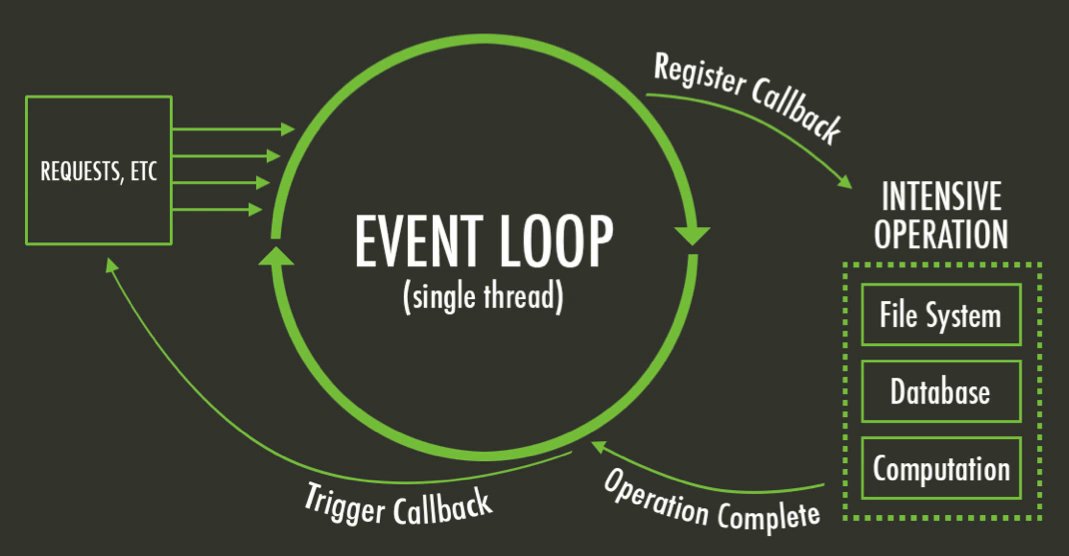 Register Callback
REQUESTS, ETC
INTENSIVE
OPERATION
EVENT LOOP
(single thread)
File System
Database
Computation
Trigger Callback
Operation Complete